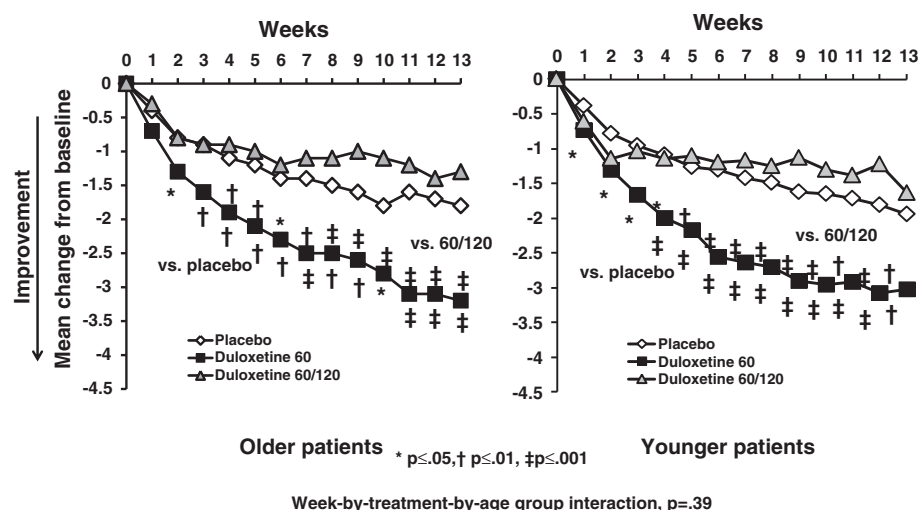 Weeks
0 1 2 3 4 5 6 7 8 9 10 11 12 13
0
-0.5
-1
-1.5
-2
-2.5
-3
-3.5
-4
-4.5
Improvement
Mean change from baseline
* † † † † * † ‡ ‡ ‡ ‡ ‡ ‡
† † † ‡ † † * ‡ ‡ ‡
vs. 60/120
vs. placebo
Placebo
Duloxetine 60
Duloxetine 60/120
Older patients
Weeks
0 1 2 3 4 5 6 7 8 9 10 11 12 13
0
-0.5
-1
-1.5
-2
-2.5
-3
-3.5
-4
-4.5
* * * * † ‡ ‡ ‡ ‡ † ‡ †
‡ ‡ ‡ ‡ ‡ ‡ ‡ ‡ ‡ †
vs. 60/120
vs. placebo
Placebo
Duloxetine 60
Duloxetine 60/120
Younger patients
* p≤.05,† p≤.01, ‡p≤.001
Week-by-treatment-by-age group interaction, p=.39